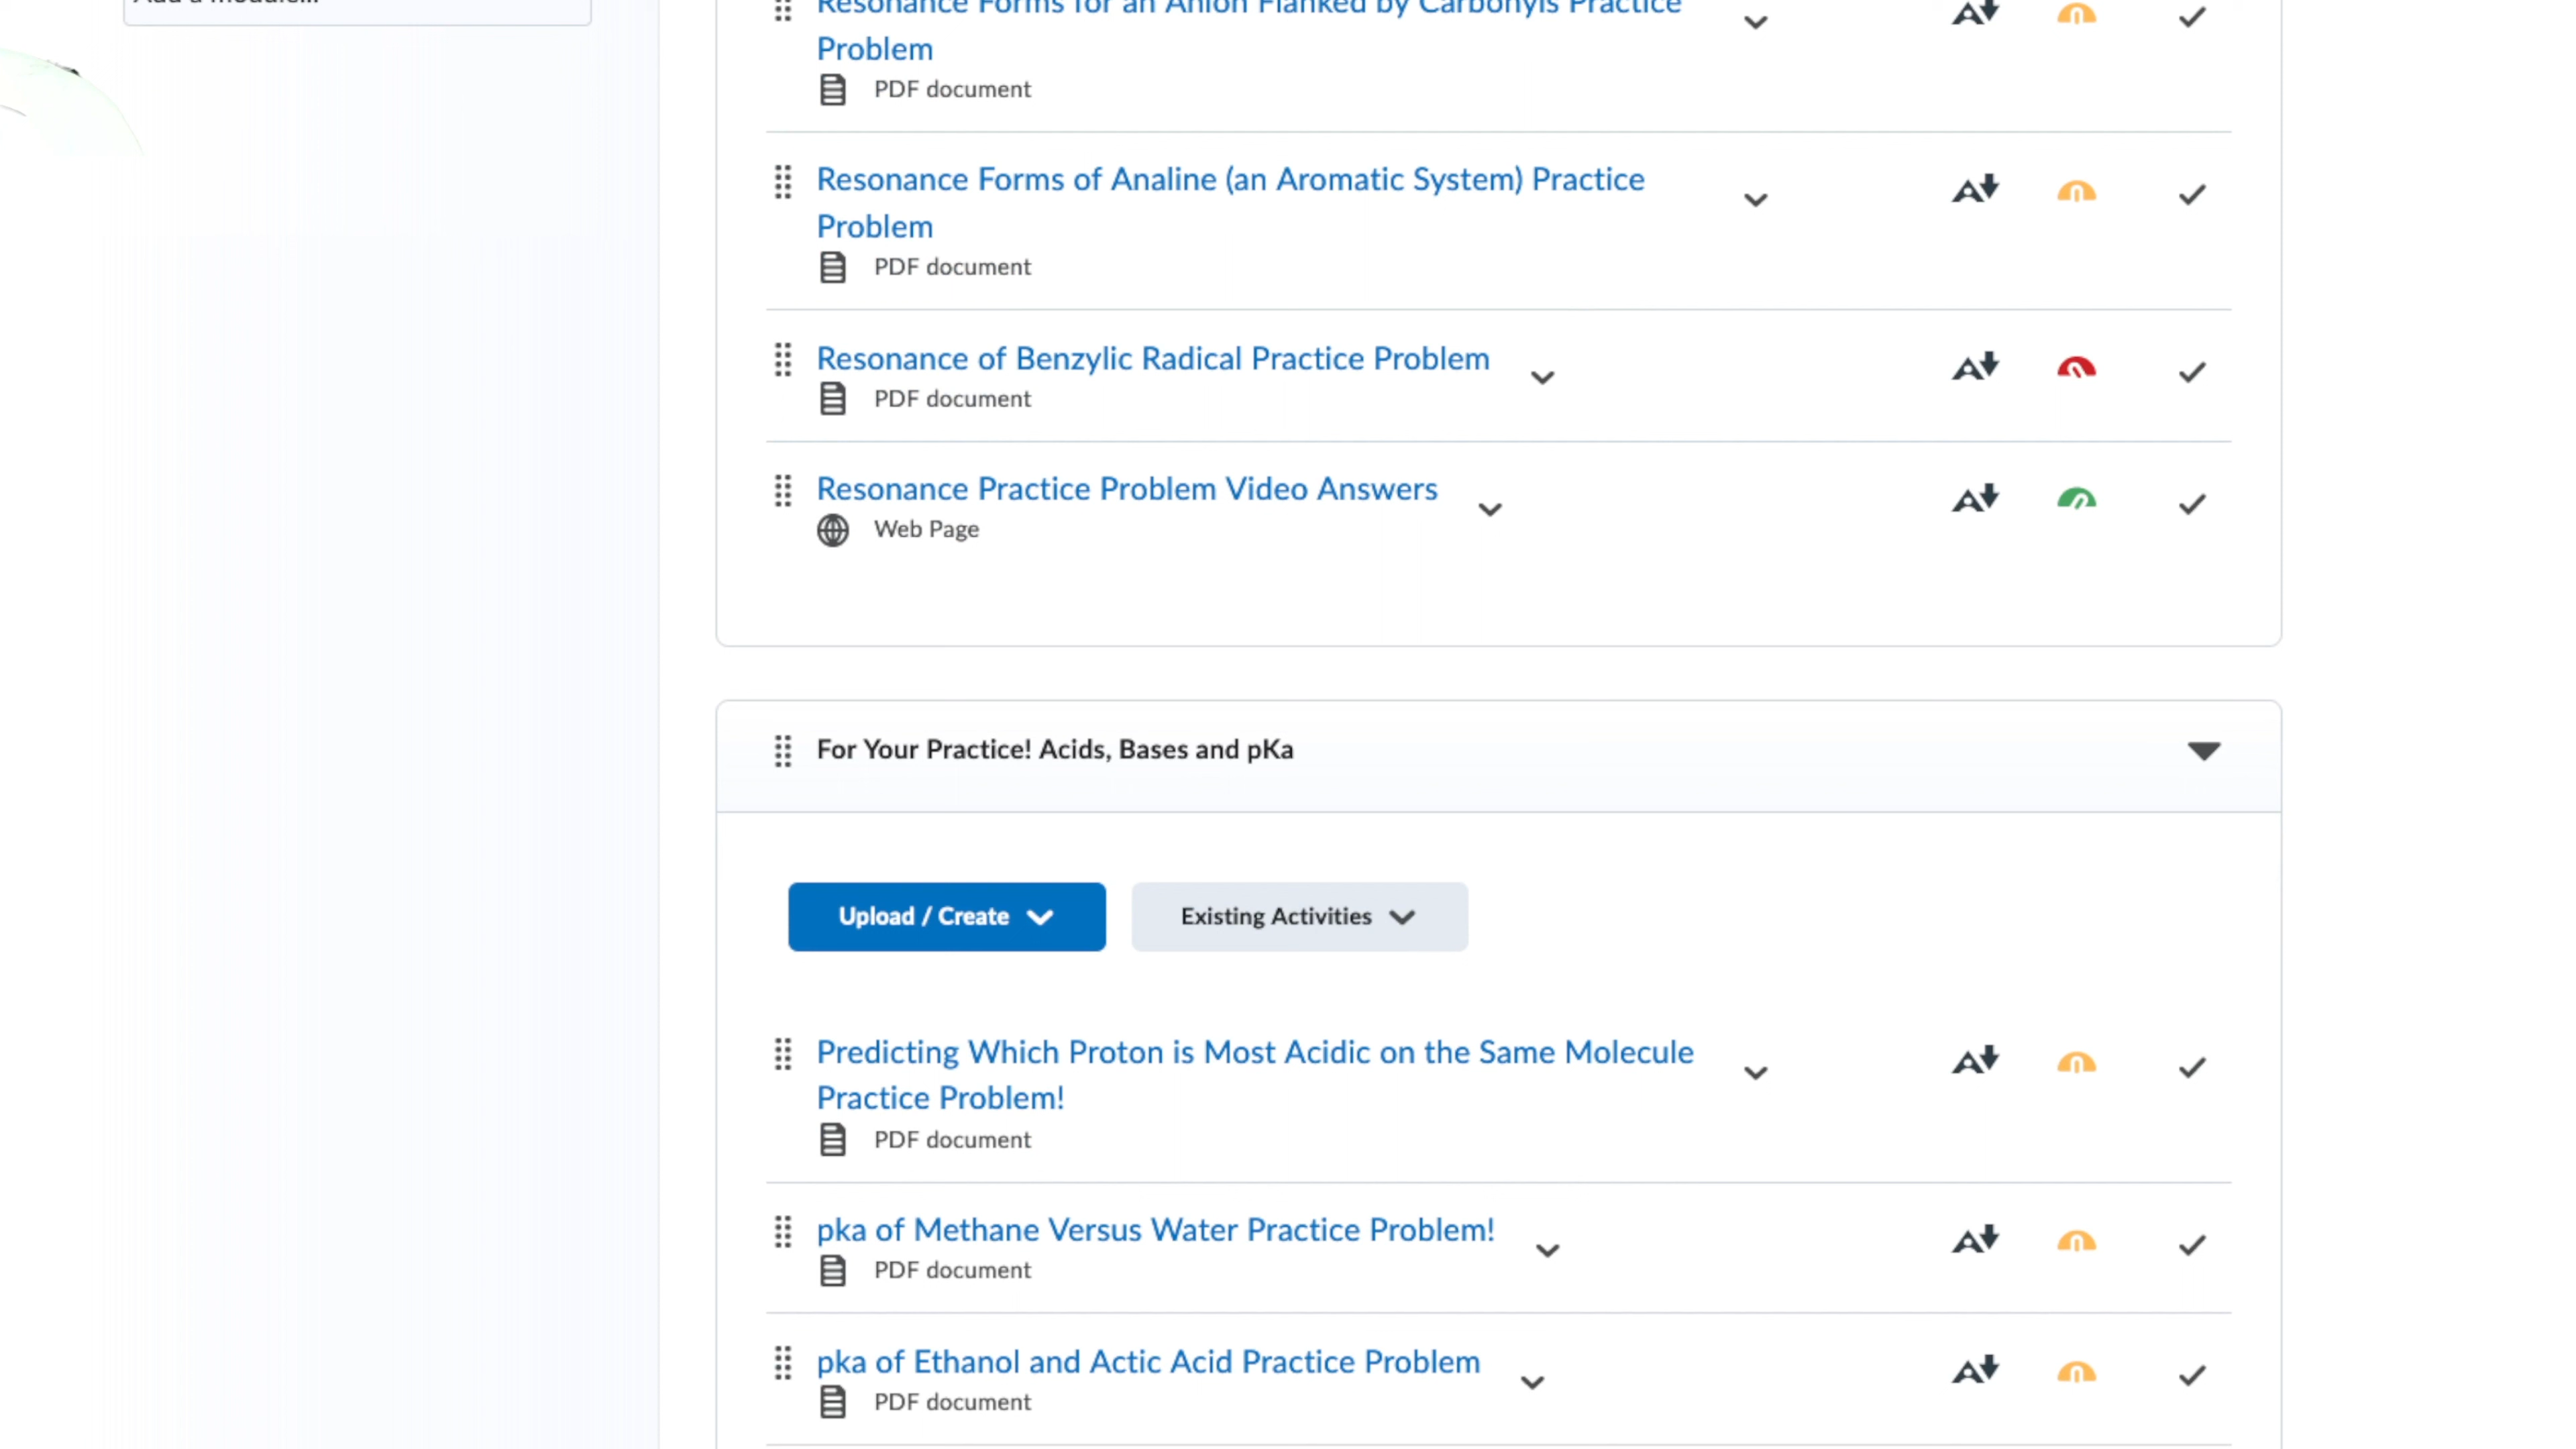 Add a module...
Resonance Forms for an Anion Flanked by Carbonyls Practice
Problem
PDF document
Resonance Forms of Analine (an Aromatic System) Practice
Problem
PDF document
Resonance of Benzylic Radical Practice Problem
PDF document
Resonance Practice Problem Video Answers
Web Page
For Your Practice! Acids, Bases and pKa
Upload / Create
Existing Activities
Predicting Which Proton is Most Acidic on the Same Molecule
Practice Problem!
PDF document
pka of Methane Versus Water Practice Problem!
PDF document
pka of Ethanol and Actic Acid Practice Problem
PDF document